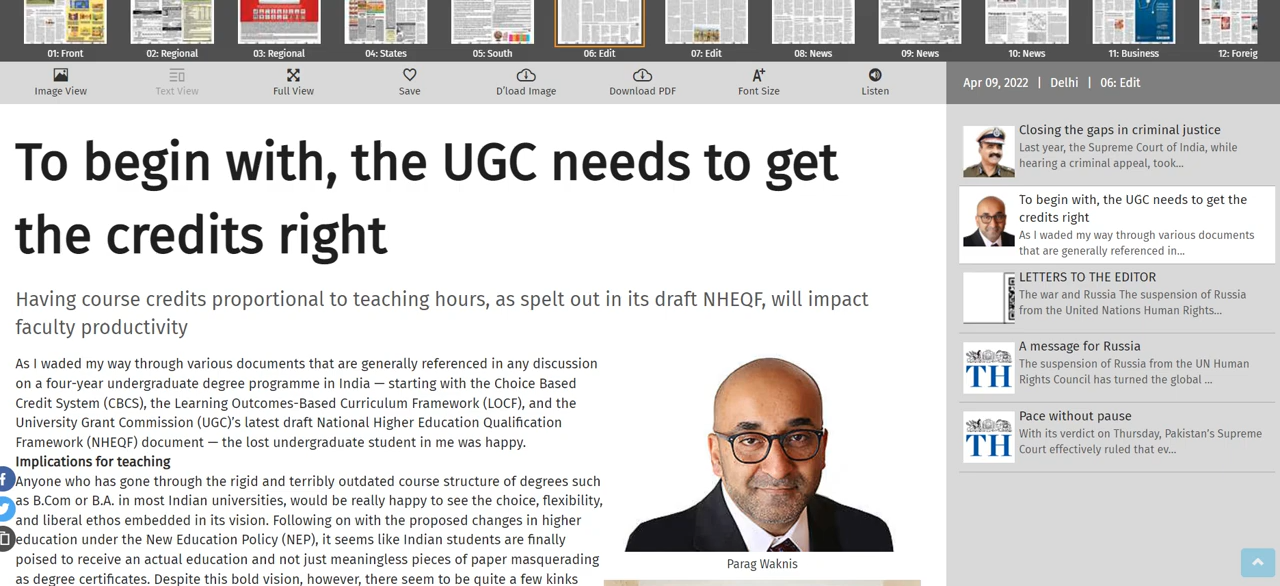 01: Front
02: Regional
03: Regional
04: States
05: South
06: Edit
07: Edit
08: News
09: News
10: News
11: Business
12: Foreig
Image View
Text View
Full View
Save
D'load Image
Download PDF
A+
Font Size
Listen
Apr 09, 2022 | Delhi | 06: Edit
To begin with, the UGC needs to get
the credits right
Having course credits proportional to teaching hours, as spelt out in its draft NHEQF, will impact
faculty productivity
As I waded my way through various documents that are generally referenced in any discussion
on a four-year undergraduate degree programme in India — starting with the Choice Based
Credit System (CBCS), the Learning Outcomes-Based Curriculum Framework (LOCF), and the
University Grant Commission (UGC)'s latest draft National Higher Education Qualification
Framework (NHEQF) document — the lost undergraduate student in me was happy.
Implications for teaching
Anyone who has gone through the rigid and terribly outdated course structure of degrees such
as B.Com or B.A. in most Indian universities, would be really happy to see the choice, flexibility,
and liberal ethos embedded in its vision. Following on with the proposed changes in higher
education under the New Education Policy (NEP), it seems like Indian students are finally
poised to receive an actual education and not just meaningless pieces of paper masquerading
as degree certificates. Despite this bold vision, however, there seem to be quite a few kinks
Parag Waknis
Closing the gaps in criminal justice
Last year, the Supreme Court of India, while
hearing a criminal appeal, took...
To begin with, the UGC needs to get the
credits right
As I waded my way through various documents
that are generally referenced in...
LETTERS TO THE EDITOR
The war and Russia The suspension of Russia
from the United Nations Human Rights...
A message for Russia
The suspension of Russia from the UN Human
Rights Council has turned the global ...
TH
Pace without pause
With its verdict on Thursday, Pakistan's Supreme
Court effectively ruled that ev...
TH